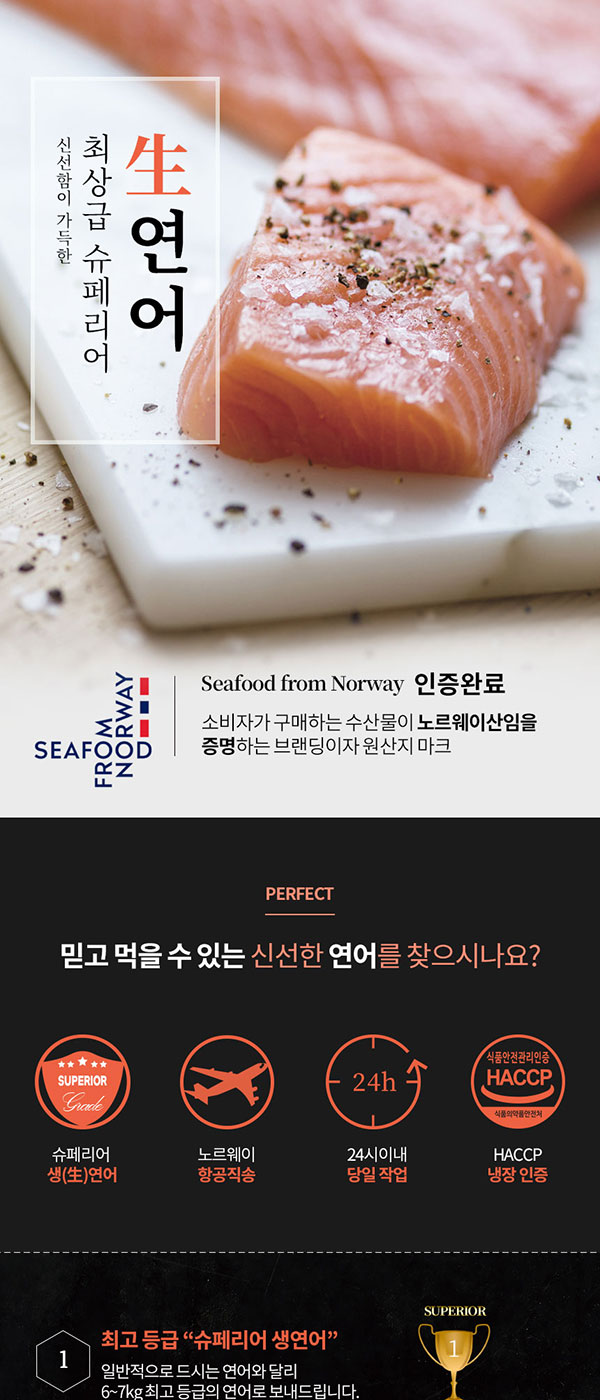 生연어
최상급 슈페리어
신선함이 가득한
SEAFOOD
FROM
NORWAY
Seafood from Norway 인증완료
소비자가 구매하는 수산물이 노르웨이산임을
증명하는 브랜딩이자 원산지 마크
PERFECT
믿고 먹을 수 있는 신선한 연어를 찾으시나요?
SUPERIOR
Grade
24h
식품안전관리인증
HACCP
식품의약품안전처
슈페리어
생(生)연어
노르웨이
항공직송
24시이내
당일 작업
HACCP
냉장 인증
SUPERIOR
1
1
최고 등급 “슈페리어 생연어”
일반적으로 드시는 연어와 달리
6~7kg 최고 등급의 연어로 보내드립니다.